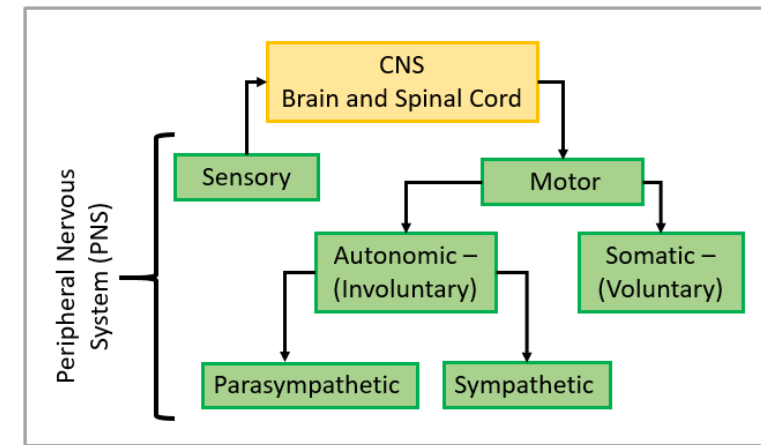 CNS
Brain and Spinal Cord
Sensory
Motor
Peripheral Nervous
System (PNS)
Autonomic –
(Involuntary)
Somatic –
(Voluntary)
Parasympathetic
Sympathetic